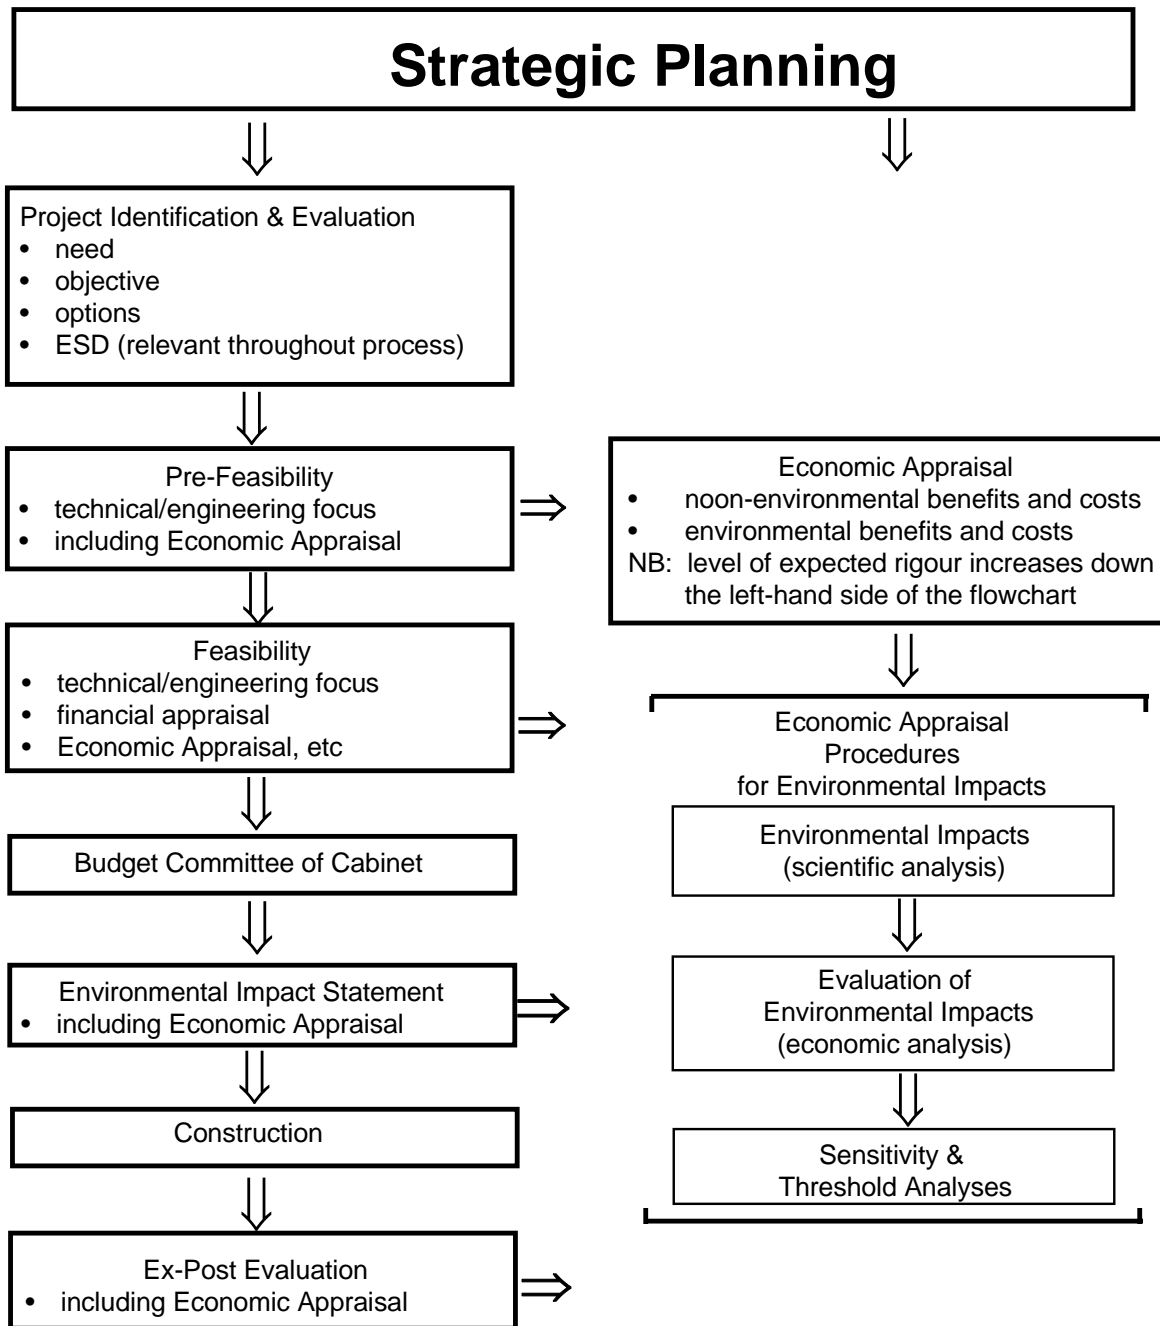 Strategic Planning
Project Identification & Evaluation
• need
• objective
• options
• ESD (relevant throughout process)
Pre-Feasibility
• technical/engineering focus
• including Economic Appraisal
Feasibility
• technical/engineering focus
• financial appraisal
• Economic Appraisal, etc
Budget Committee of Cabinet
Environmental Impact Statement
• including Economic Appraisal
Construction
Ex-Post Evaluation
• including Economic Appraisal
Economic Appraisal
• noon-environmental benefits and costs
• environmental benefits and costs
NB: level of expected rigour increases down
the left-hand side of the flowchart
Economic Appraisal
Procedures
for Environmental Impacts
Environmental Impacts
(scientific analysis)
Evaluation of
Environmental Impacts
(economic analysis)
Sensitivity &
Threshold Analyses